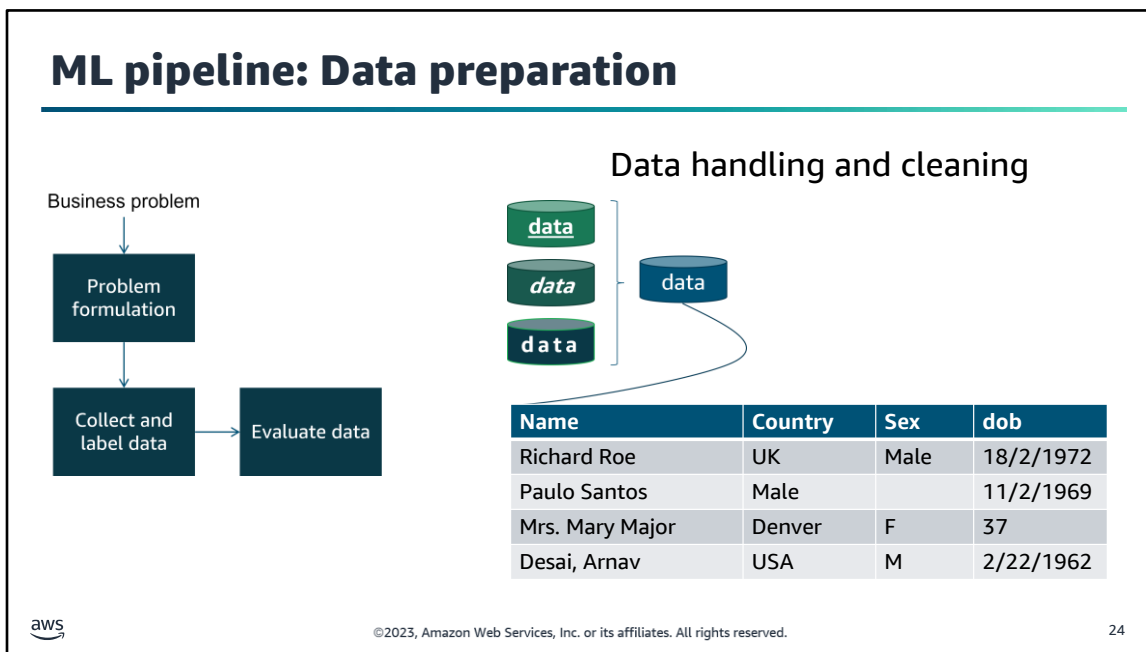 ML pipeline: Data preparation
Data handling and cleaning
Business problem
Problem
formulation
Collect and
label data
Evaluate data
data
data
data
data
Name Country Sex dob
Richard Roe UK Male 18/2/1972
Paulo Santos Male 11/2/1969
Mrs. Mary Major Denver F 37
Desai, Arnav USA M 2/22/1962
aws
©2023, Amazon Web Services, Inc. or its affiliates. All rights reserved.
24